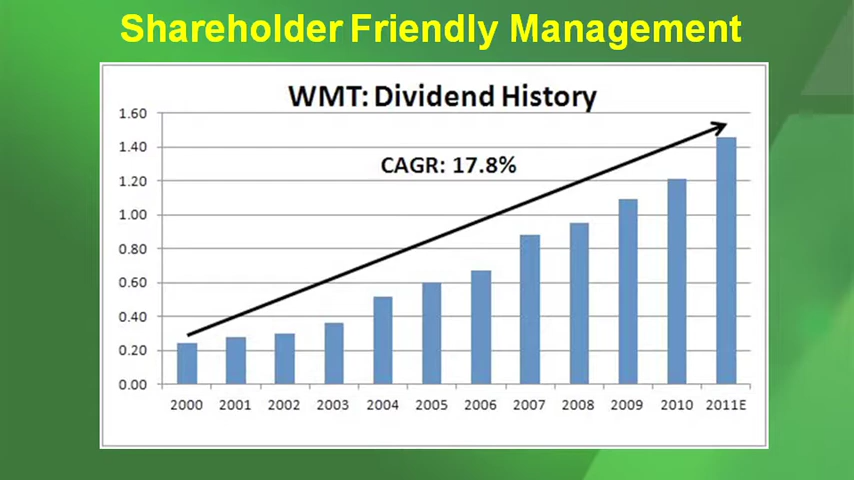 Shareholder Friendly Management
WMT: Dividend History
CAGR: 17.8%
1.60
1.40
1.20
1.00
0.80
0.60
0.40
0.20
0.00
2000 2001 2002 2003 2004 2005 2006 2007 2008 2009 2010 2011E